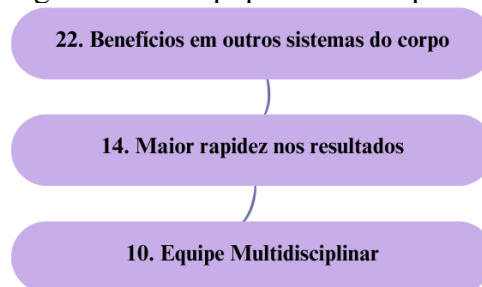 22. Benefícios em outros sistemas do corpo
14. Maior rapidez nos resultados
10. Equipe Multidisciplinar